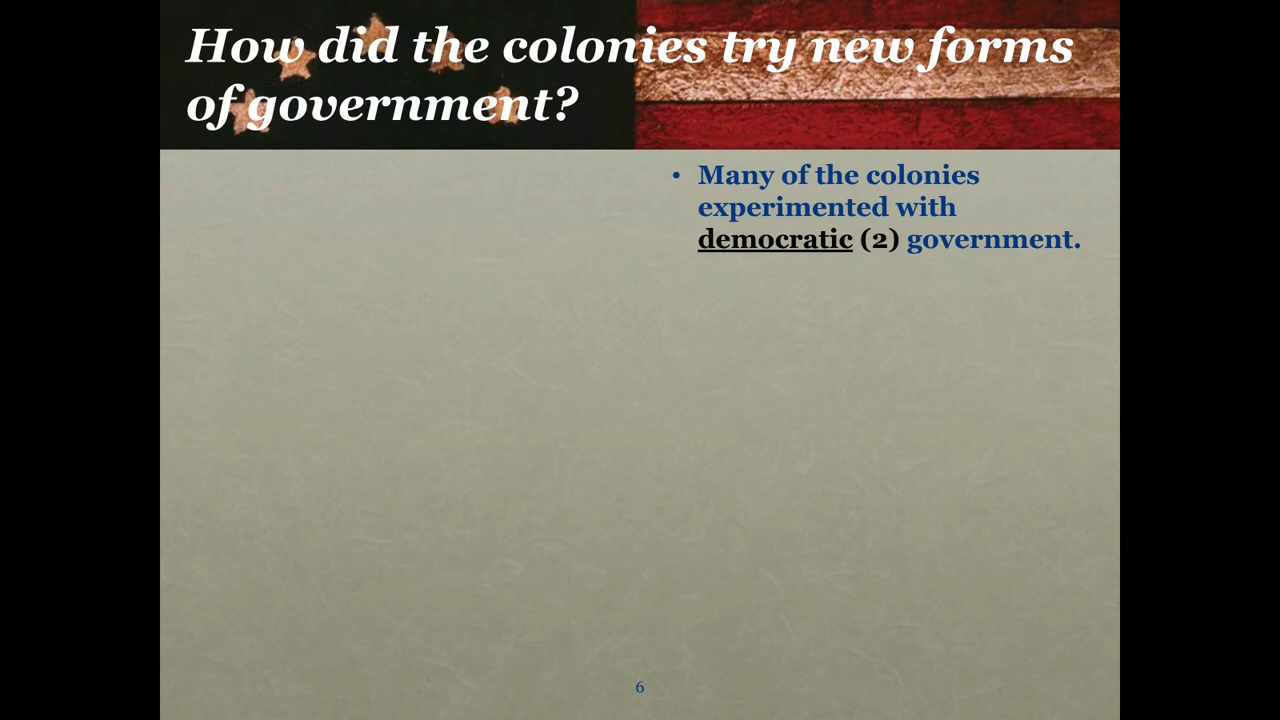 How did the colonies try new forms
of government?
• Many of the colonies
experimented with
democratic (2) government.
6